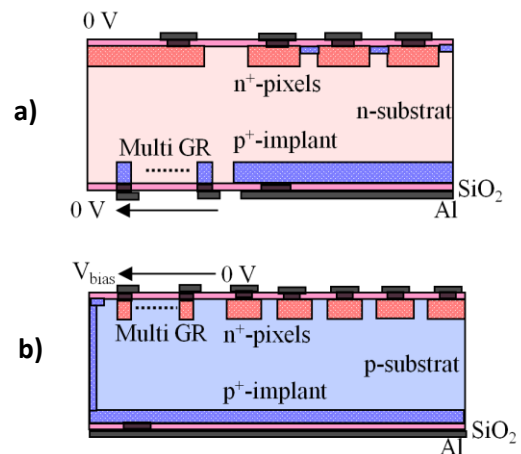 0 V
n⁺-pixels
n-substrat
a)
p⁺-implant
Multi GR
SiO₂
0 V
Al
V_bias
0 V
Multi GR
n⁺-pixels
b)
p-substrat
p⁺-implant
SiO₂
Al